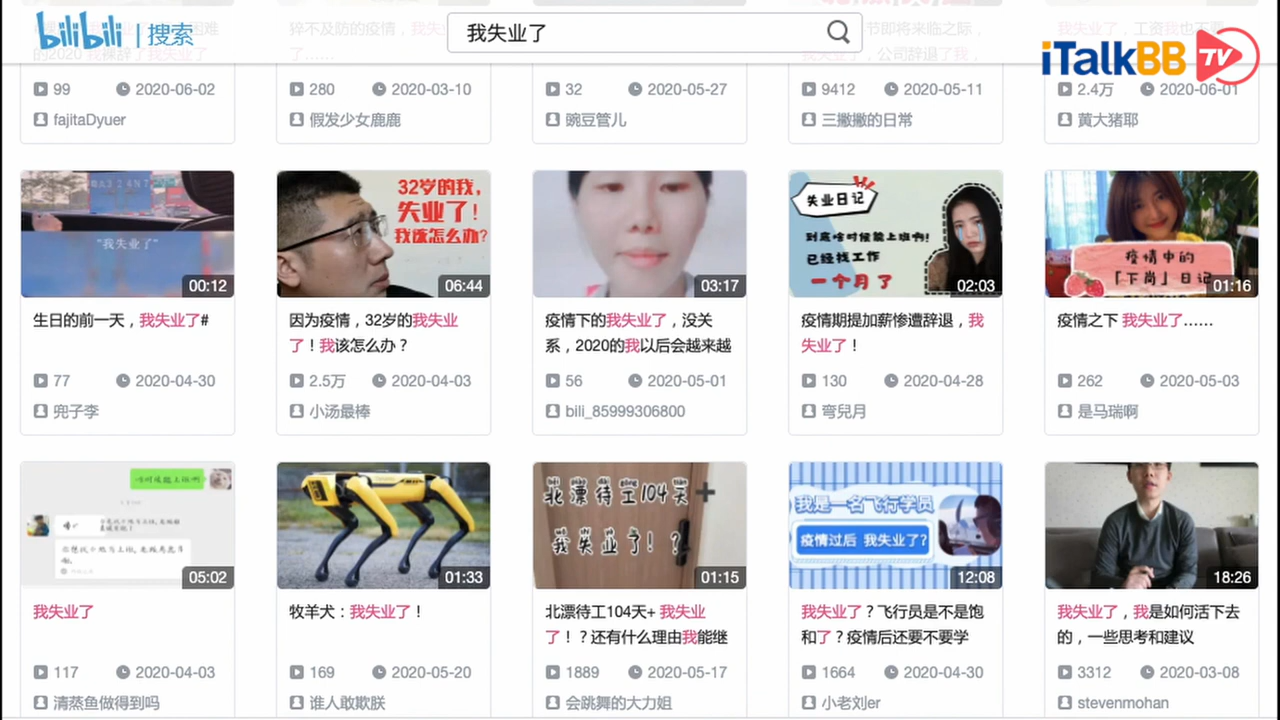 bilibili | 搜索
我失业了
iTalkBB TV
99 2020-06-02
fajitaDyuer
280 2020-03-10
假发少女鹿鹿
32 2020-05-27
豌豆管儿
9412 2020-05-11
三撇撇的日常
2.4万 2020-06-01
黄大猪耶
“我失业了”
00:12
生日的前一天，我失业了#
77 2020-04-30
兜子李
32岁的我，
失业了！
我该怎么办？
06:44
因为疫情，32岁的我失业
了！我该怎么办？
2.5万 2020-04-03
小汤最棒
03:17
疫情下的我失业了，没关
系，2020的我以后会越来越
56 2020-05-01
bili_85999306800
失业日记
到底啥时候能上班啊！
已经找工作
一个月了
02:03
疫情期提加薪惨遭辞退，我
失业了！
130 2020-04-28
弯兒月
疫情中的
「下岗」日记
01:16
疫情之下 我失业了……
262 2020-05-03
是马瑞啊
05:02
我失业了
117 2020-04-03
清蒸鱼做得到吗
01:33
牧羊犬：我失业了！
169 2020-05-20
谁人敢欺朕
北漂待工104天+
我失业了！？
01:15
北漂待工104天+ 我失业
了！？还有什么理由我能继
1889 2020-05-17
会跳舞的大力姐
我是一名飞行学员
疫情过后 我失业了？
12:08
我失业了？飞行员是不是饱
和了？疫情后还要不要学
1664 2020-04-30
小老刘er
18:26
我失业了，我是如何活下去
的，一些思考和建议
3312 2020-03-08
stevenmohan